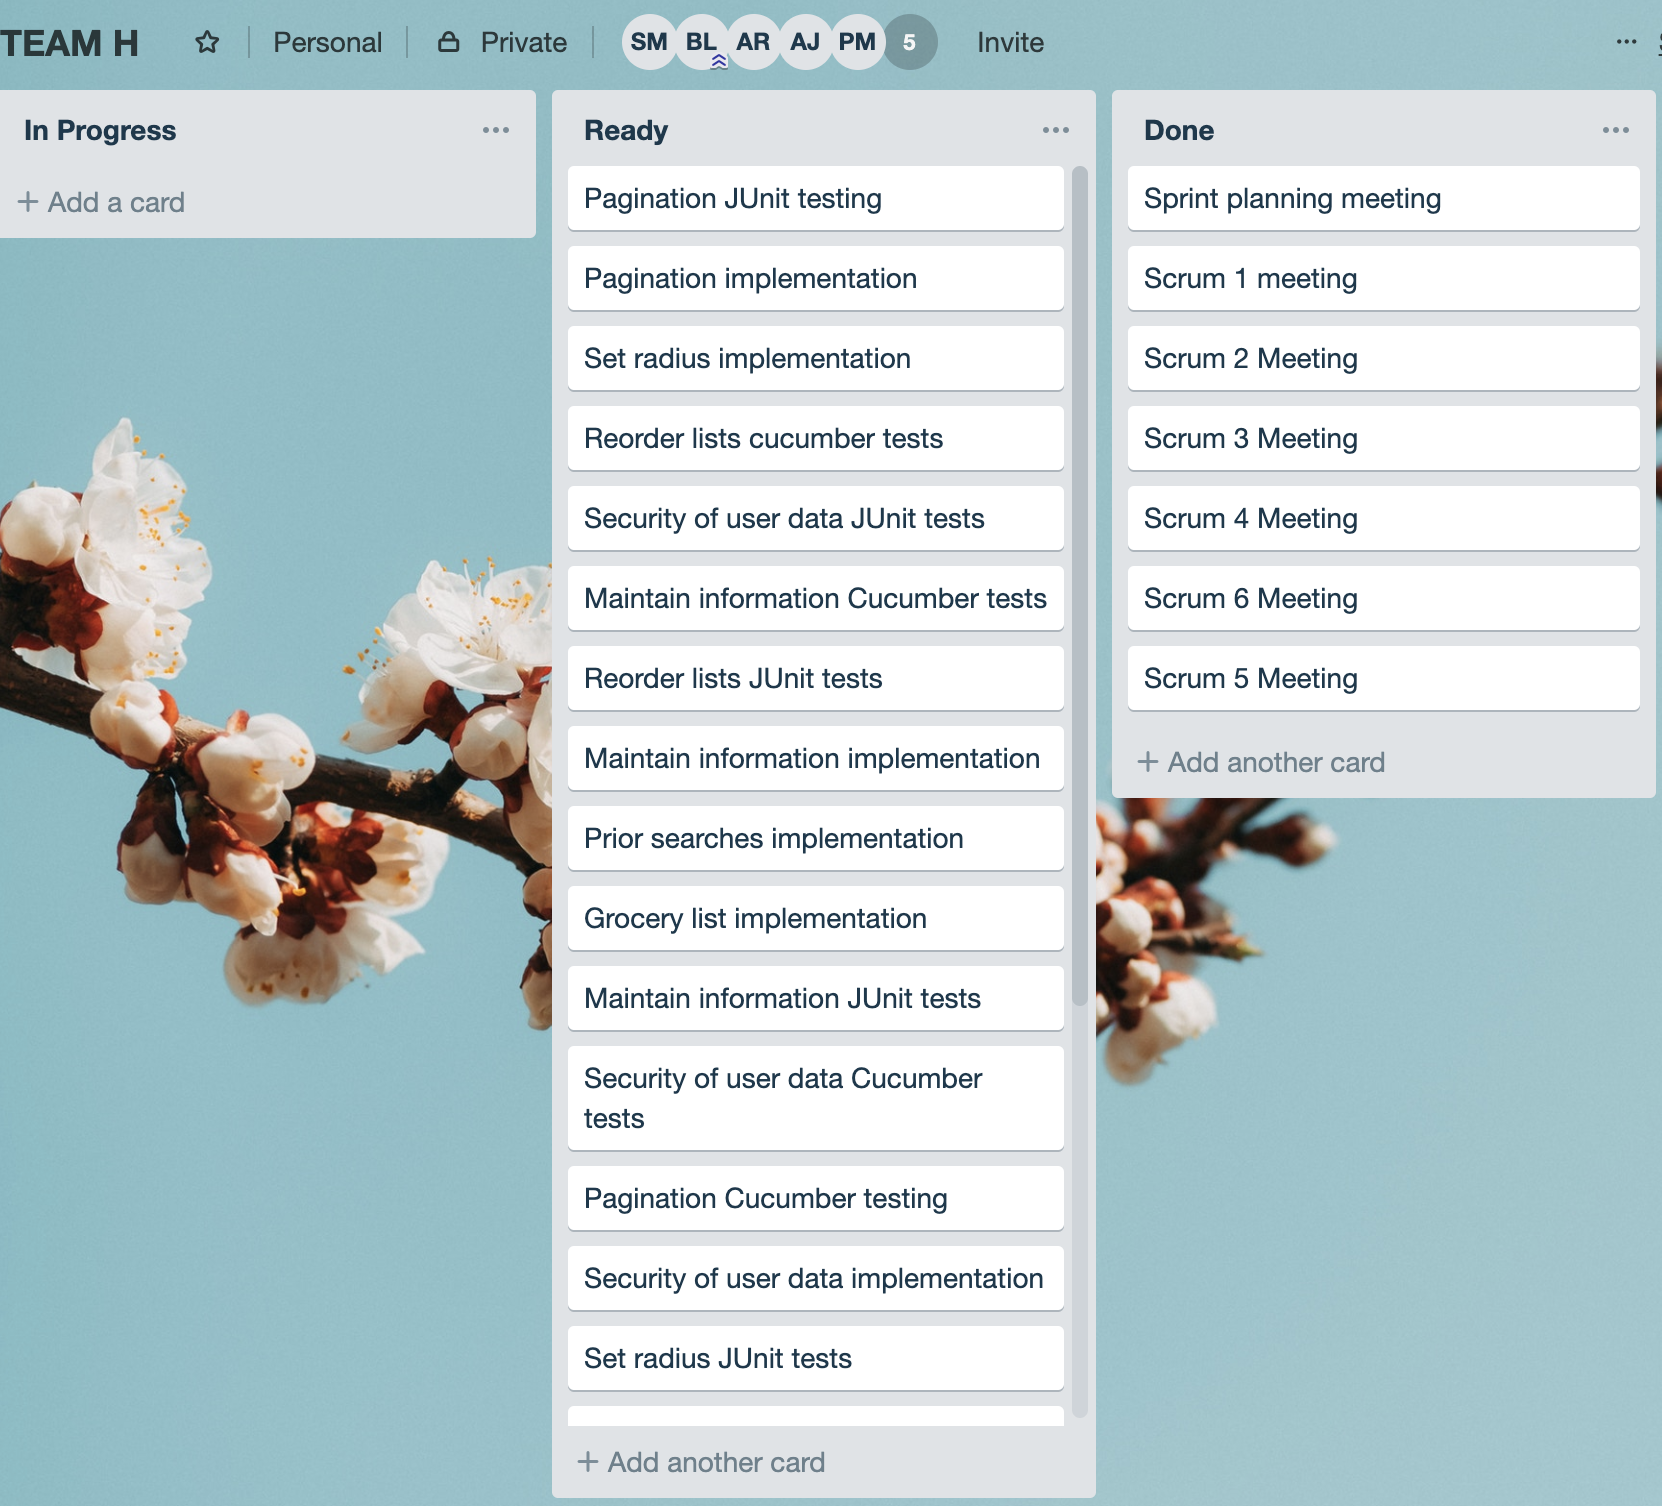 TEAM H
Personal
Private
SM BL AR AJ PM 5
Invite
In Progress
+ Add a card
Ready
Pagination JUnit testing
Pagination implementation
Set radius implementation
Reorder lists cucumber tests
Security of user data JUnit tests
Maintain information Cucumber tests
Reorder lists JUnit tests
Maintain information implementation
Prior searches implementation
Grocery list implementation
Maintain information JUnit tests
Security of user data Cucumber
tests
Pagination Cucumber testing
Security of user data implementation
Set radius JUnit tests
+ Add another card
Done
Sprint planning meeting
Scrum 1 meeting
Scrum 2 Meeting
Scrum 3 Meeting
Scrum 4 Meeting
Scrum 6 Meeting
Scrum 5 Meeting
+ Add another card